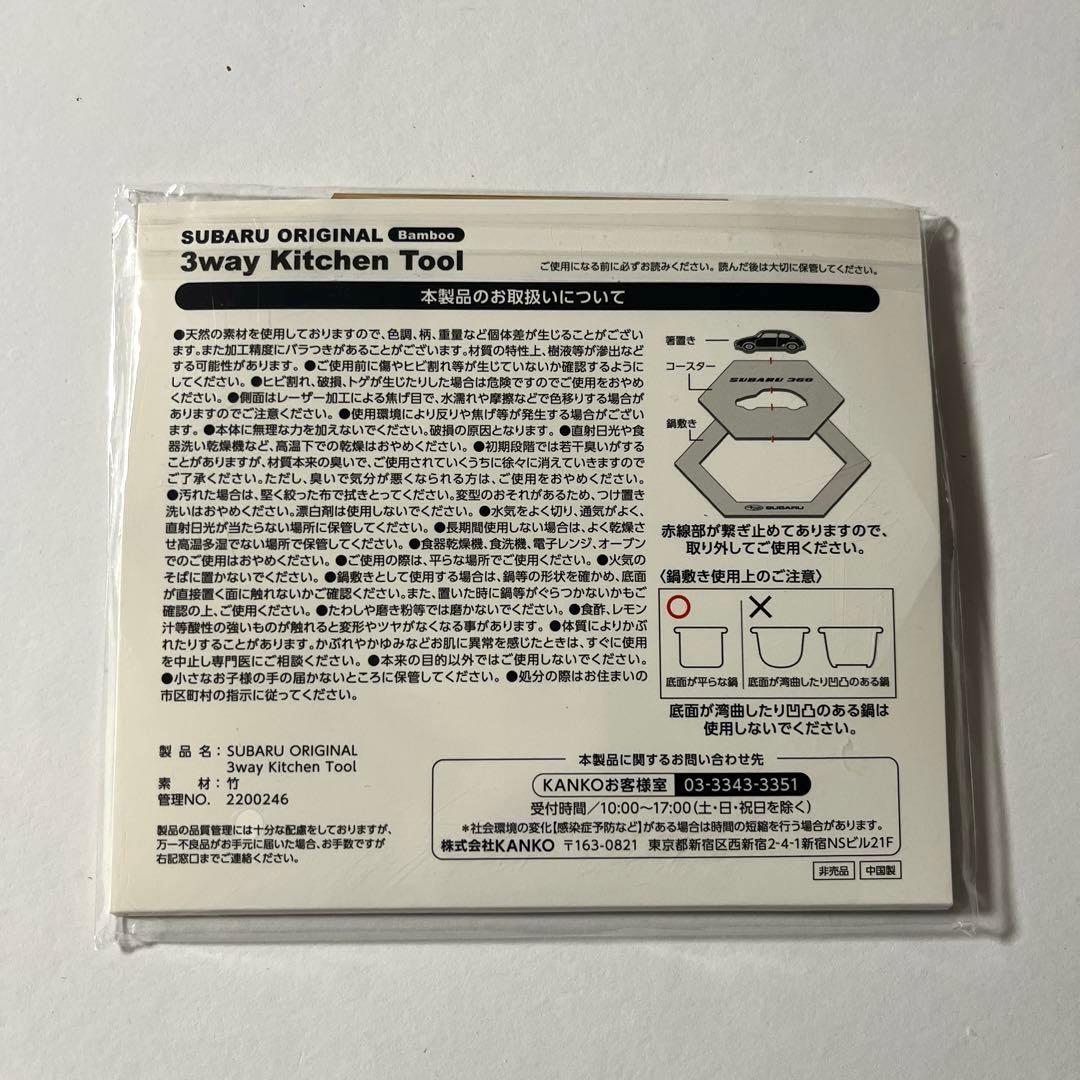 SUBARU ORIGINAL Bamboo
3way Kitchen Tool
ご使用になる前に必ずお読みください。読んだ後は大切に保管してください。
本製品のお取扱いについて
●天然の素材を使用しておりますので、色調、柄、重量など個体差が生じることがござい
ます。また加工精度にバラつきがあることがございます。材質の特性上、樹液等が滲出など
する可能性があります。 ●ご使用前に傷やヒビ割れ等が生じていないか確認するように
してください。●ヒビ割れ、破損、トゲが生じたりした場合は危険ですのでご使用をおやめ
ください。 ●側面はレーザー加工による焦げ目で、水濡れや摩擦などで色移りする場合が
ありますのでご注意ください。●使用環境により反りや焦げ等が発生する場合がござい
ます。 ●本体に無理な力を加えないでください。破損の原因となります。 ●直射日光や食
器洗い乾燥機など、高温下での乾燥はおやめください。 ●初期段階では若干臭いがする
ことがありますが、材質本来の臭いで、ご使用されていくうちに徐々に消えていきますので
ご了承ください。ただし、臭いで気分が悪くなられる方は、ご使用をおやめください。
●汚れた場合は、堅く絞った布で拭きとってください。変型のおそれがあるため、つけ置き
洗いはおやめください。漂白剤は使用しないでください。 ●水気をよく切り、通気がよく、
直射日光が当たらない場所に保管してください。 ●長期間使用しない場合は、よく乾燥さ
せ高温多湿でない場所で保管してください。 ●食器乾燥機、食洗機、電子レンジ、オーブン
でのご使用はおやめください。 ●ご使用の際は、平らな場所でご使用ください。 ●火気の
そばに置かないでください。 ●鍋敷きとして使用する場合は、鍋等の形状を確かめ、底面
が直接置く面に触れないかご確認ください。また、置いた時に鍋等がぐらつかないかもご
確認の上、ご使用ください。 ●たわしや磨き粉等では磨かないでください。 ●食酢、レモン
汁等酸性の強いものが触れると変形やツヤがなくなる事があります。 ●体質によりかぶ
れたりすることがあります。かぶれやかゆみなどお肌に異常を感じたときは、すぐに使用
を中止し専門医にご相談ください。 ●本来の目的以外ではご使用しないでください。
●小さなお子様の手の届かないところに保管してください。 ●処分の際はお住まいの
市区町村の指示に従ってください。
箸置き
コースター
SUBARU 360
鍋敷き
SUBARU
赤線部が繋ぎ止めてありますので、
取り外してご使用ください。
〈鍋敷き使用上のご注意〉
○ ×
底面が平らな鍋 底面が湾曲したり凹凸のある鍋
底面が湾曲したり凹凸のある鍋は
使用しないでください。
製品名：SUBARU ORIGINAL
3way Kitchen Tool
素 材：竹
管理NO. 2200246
製品の品質管理には十分な配慮をしておりますが、
万一不良品がお手元に届いた場合、お手数ですが
右記窓口までご連絡ください。
本製品に関するお問い合わせ先
KANKOお客様室 03-3343-3351
受付時間／10:00〜17:00（土・日・祝日を除く）
＊社会環境の変化【感染症予防など】がある場合は時間の短縮を行う場合があります。
株式会社KANKO 〒163-0821 東京都新宿区西新宿2-4-1新宿NSビル21F
非売品 中国製